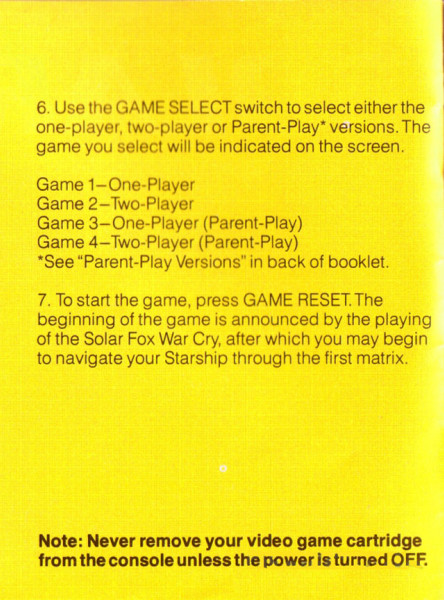 6. Use the GAME SELECT switch to select either the
one-player, two-player or Parent-Play* versions. The
game you select will be indicated on the screen.
Game 1–One-Player
Game 2–Two-Player
Game 3–One-Player (Parent-Play)
Game 4–Two-Player (Parent-Play)
*See “Parent-Play Versions” in back of booklet.
7. To start the game, press GAME RESET. The
beginning of the game is announced by the playing
of the Solar Fox War Cry, after which you may begin
to navigate your Starship through the first matrix.
Note: Never remove your video game cartridge
from the console unless the power is turned OFF.